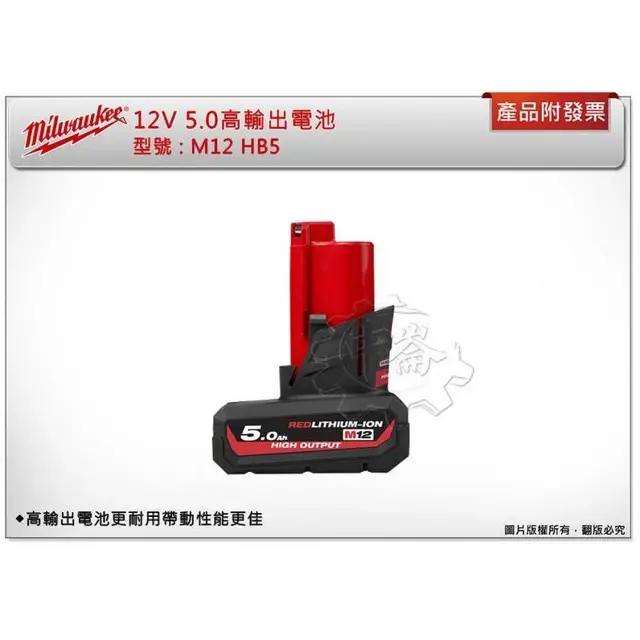 Milwaukee
12V 5.0高輸出電池
型號：M12 HB5
產品附發票
崙
REDLITHIUM-ION
5.0Ah
M12
HIGH OUTPUT
◆高輸出電池更耐用帶動性能更佳
圖片版權所有，翻版必究